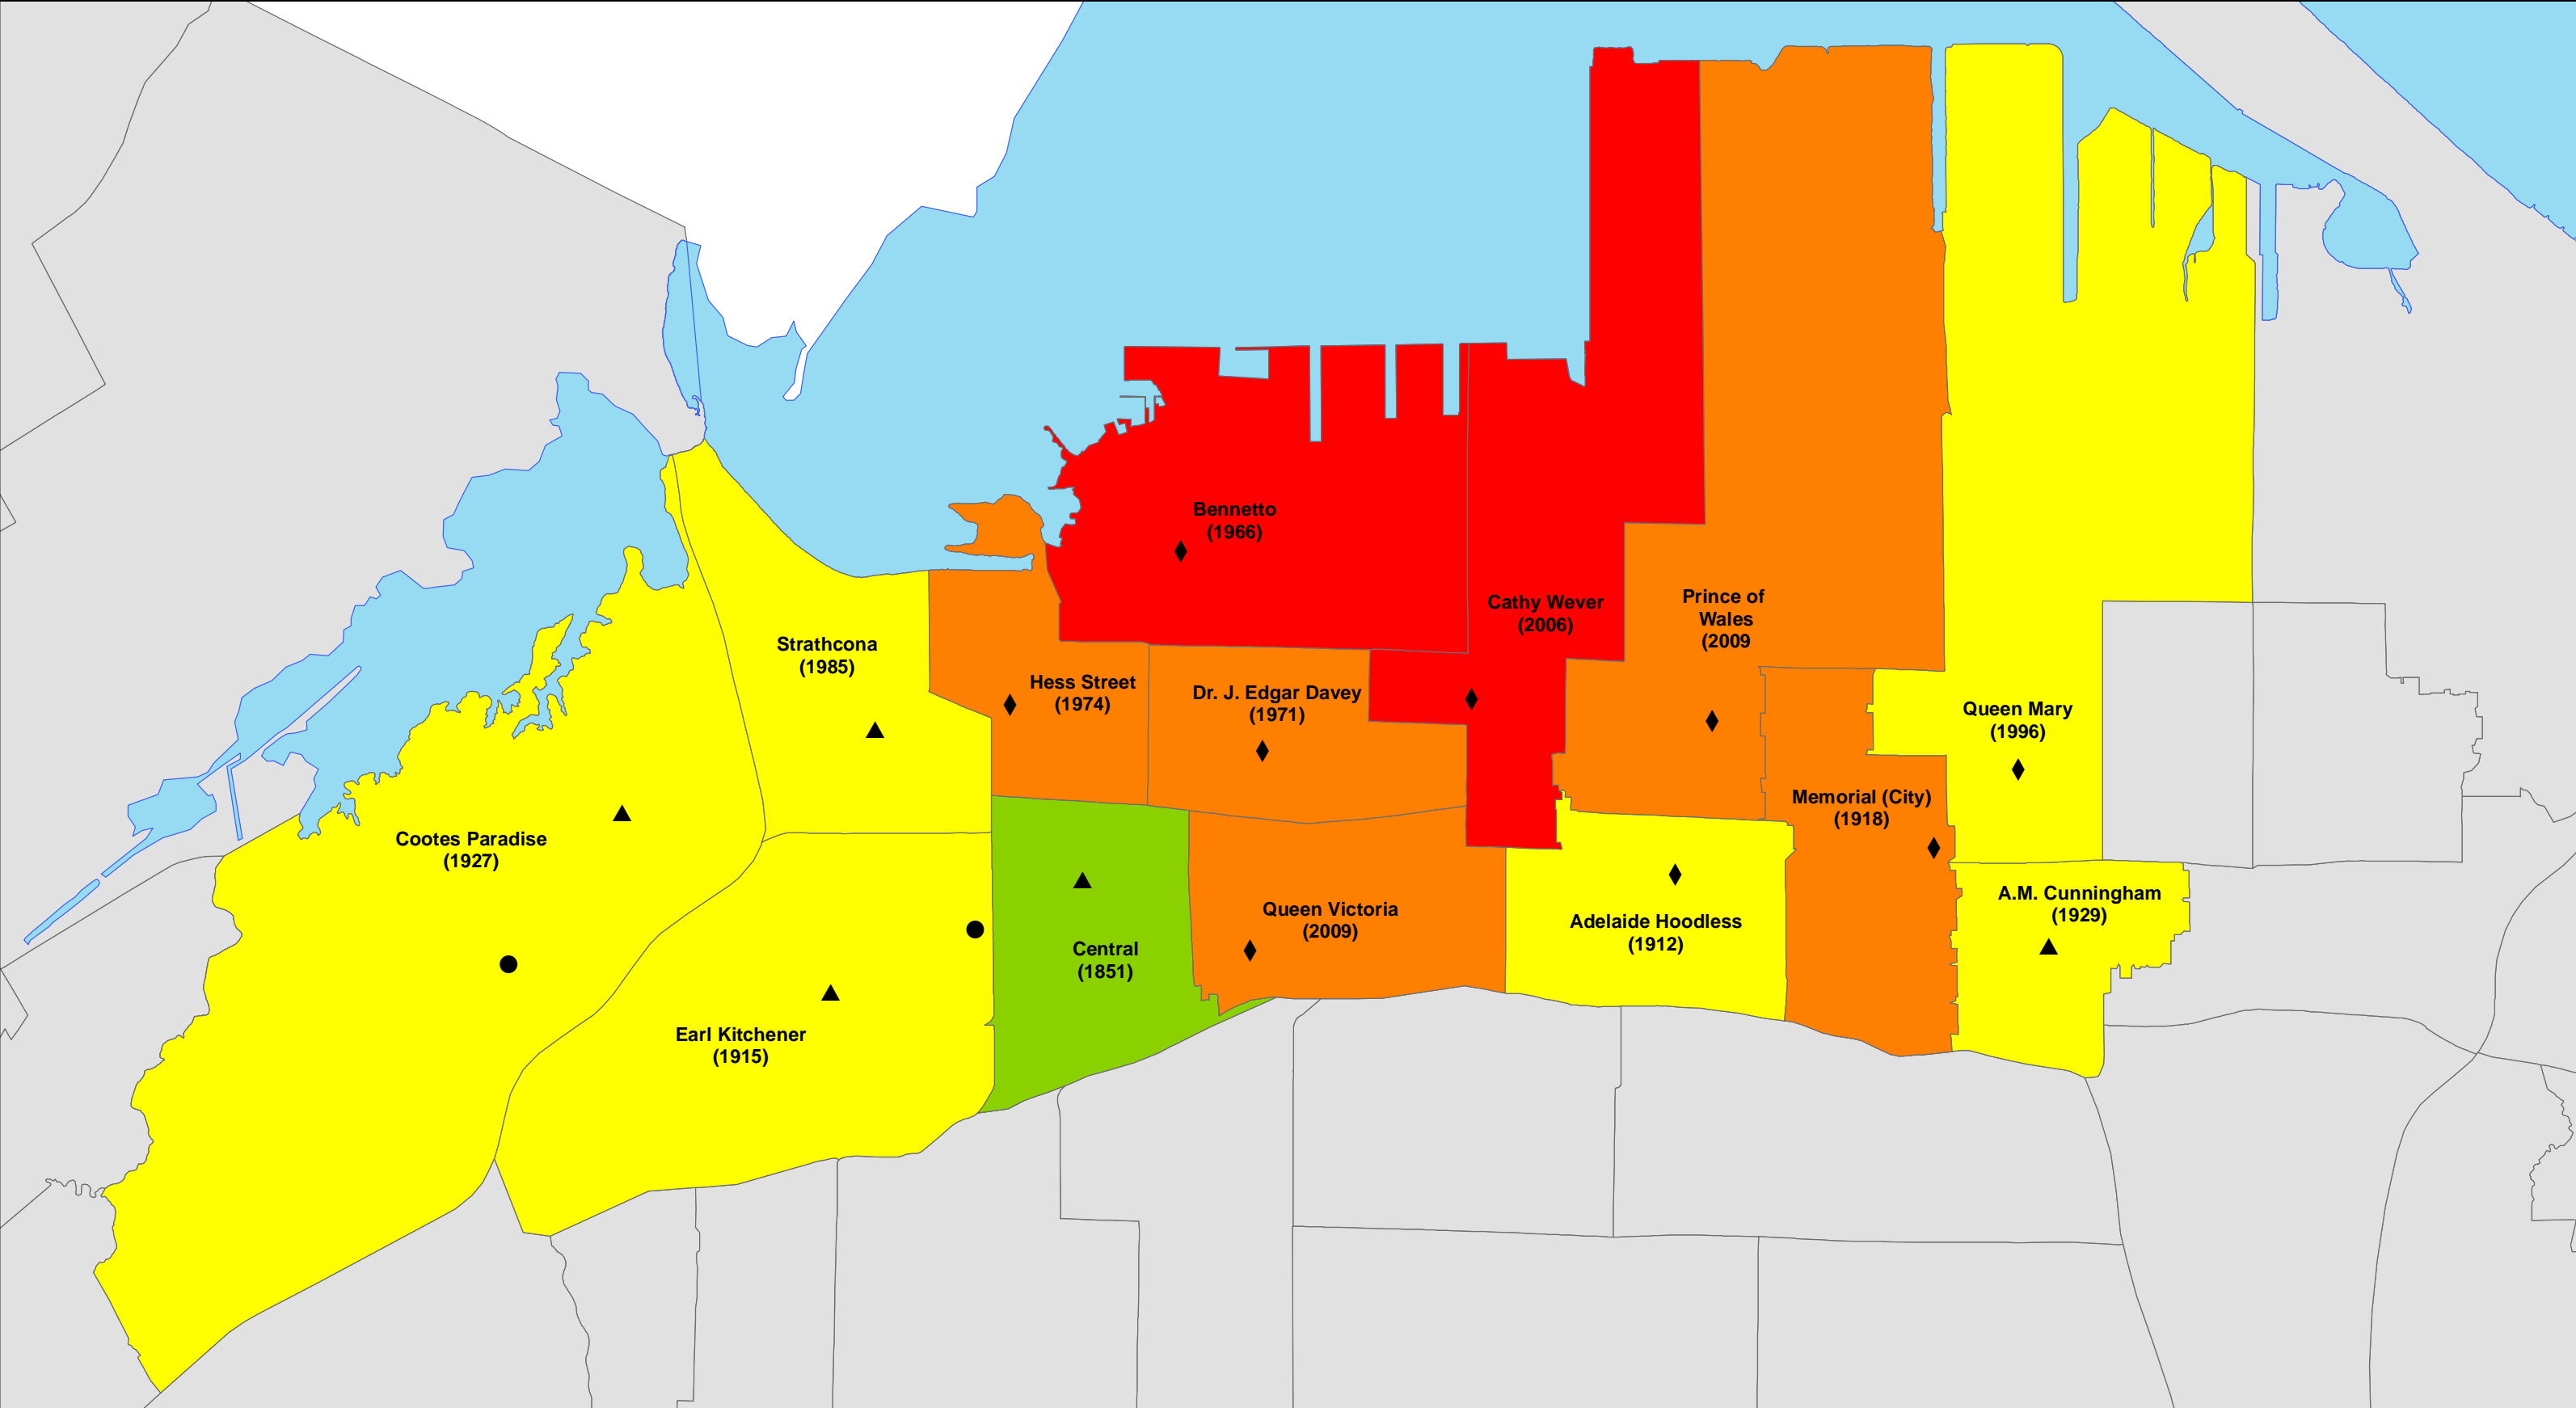 Bennetto
(1966)
Cathy Wever
(2006)
Prince of
Wales
(2009
Strathcona
(1985)
Hess Street
(1974)
Dr. J. Edgar Davey
(1971)
Queen Mary
(1996)
Memorial (City)
(1918)
Cootes Paradise
(1927)
A.M. Cunningham
(1929)
Queen Victoria
(2009)
Adelaide Hoodless
(1912)
Central
(1851)
Earl Kitchener
(1915)